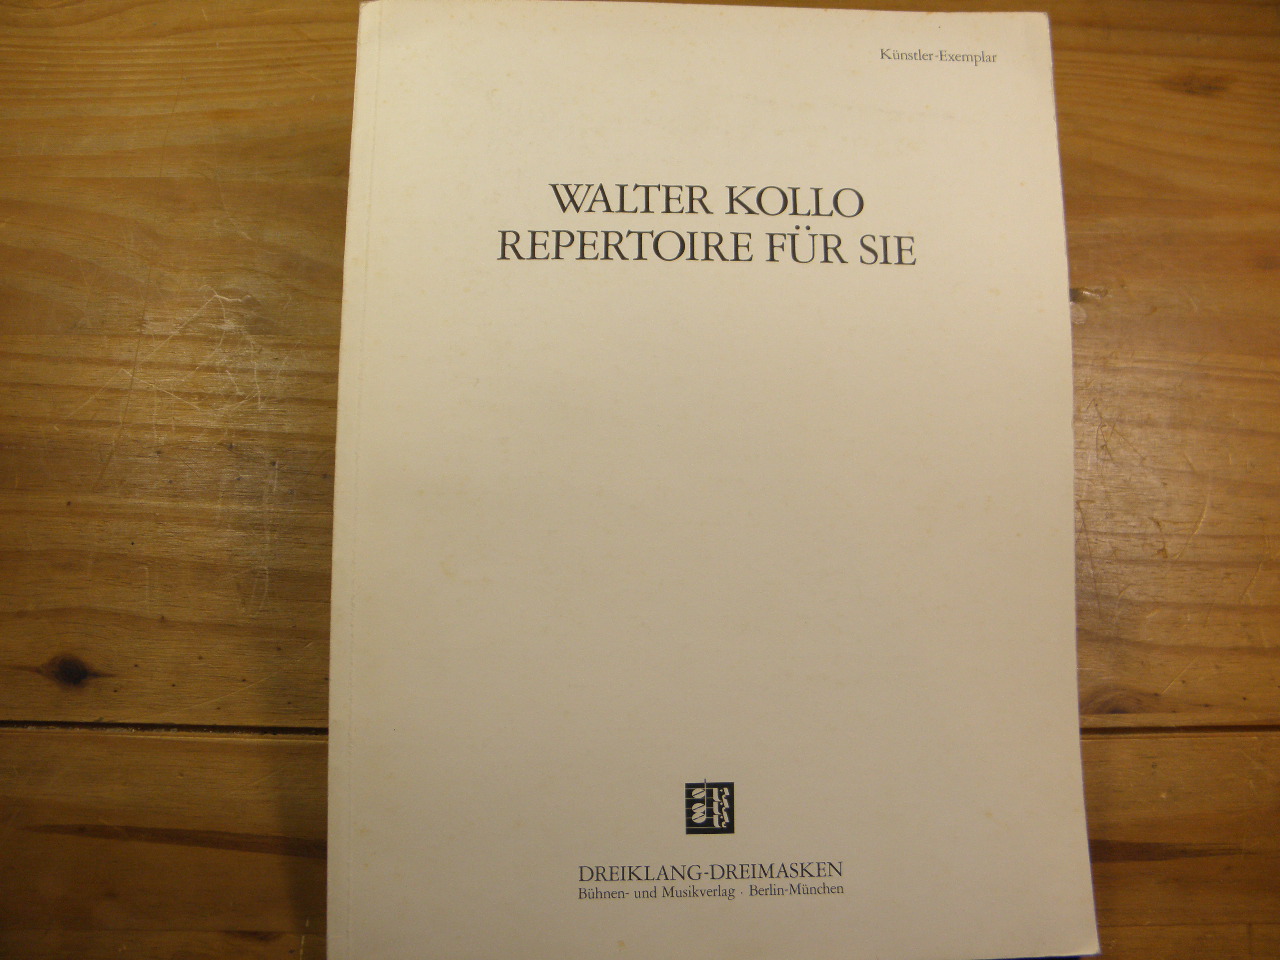 Künstler-Exemplar
WALTER KOLLO
REPERTOIRE FÜR SIE
DREIKLANG-DREIMASKEN
Bühnen- und Musikverlag · Berlin-München